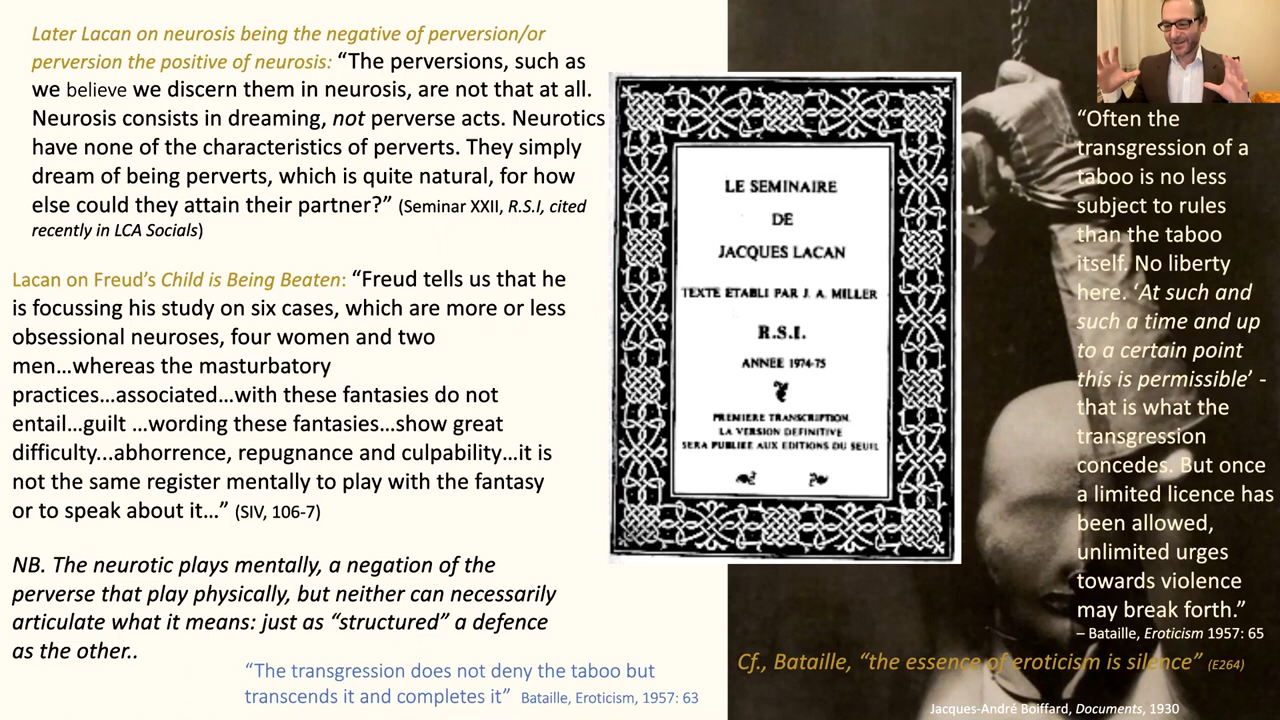 Later Lacan on neurosis being the negative of perversion/or
perversion the positive of neurosis: “The perversions, such as
we believe we discern them in neurosis, are not that at all.
Neurosis consists in dreaming, not perverse acts. Neurotics
have none of the characteristics of perverts. They simply
dream of being perverts, which is quite natural, for how
else could they attain their partner?” (Seminar XXII, R.S.I, cited
recently in LCA Socials)
Lacan on Freud’s Child is Being Beaten: “Freud tells us that he
is focussing his study on six cases, which are more or less
obsessional neuroses, four women and two
men…whereas the masturbatory
practices…associated…with these fantasies do not
entail…guilt …wording these fantasies…show great
difficulty...abhorrence, repugnance and culpability…it is
not the same register mentally to play with the fantasy
or to speak about it…” (SIV, 106-7)
NB. The neurotic plays mentally, a negation of the
perverse that play physically, but neither can necessarily
articulate what it means: just as “structured” a defence
as the other..
“The transgression does not deny the taboo but
transcends it and completes it” Bataille, Eroticism, 1957: 63
LE SEMINAIRE
DE
JACQUES LACAN
TEXTE ETABLI PAR J. A. MILLER
R.S.I.
ANNEE 1974-75
PREMIERE TRANSCRIPTION.
LA VERSION DEFINITIVE
SERA PUBLIEE AUX EDITIONS DU SEUIL
“Often the
transgression of a
taboo is no less
subject to rules
than the taboo
itself. No liberty
here. ‘At such and
such a time and up
to a certain point
this is permissible’ -
that is what the
transgression
concedes. But once
a limited licence has
been allowed,
unlimited urges
towards violence
may break forth.”
– Bataille, Eroticism 1957: 65
Cf., Bataille, “the essence of eroticism is silence” (E264)
Jacques-André Boiffard, Documents, 1930